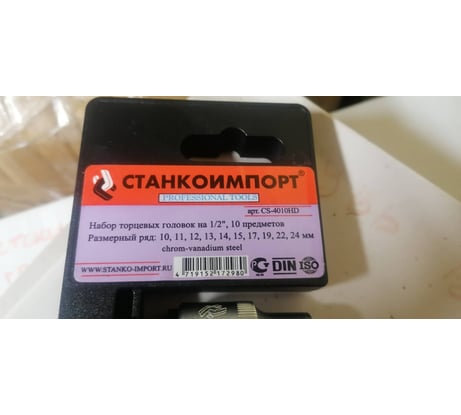 СТАНКОИМПОРТ®
PROFESSIONAL TOOLS
арт. CS-4010HD
Набор торцевых головок на 1/2", 10 предметов
Размерный ряд: 10, 11, 12, 13, 14, 15, 17, 19, 22, 24 мм
chrom-vanadium steel
WWW.STANKO-IMPORT.RU
4 719152 172980
DIN ISO